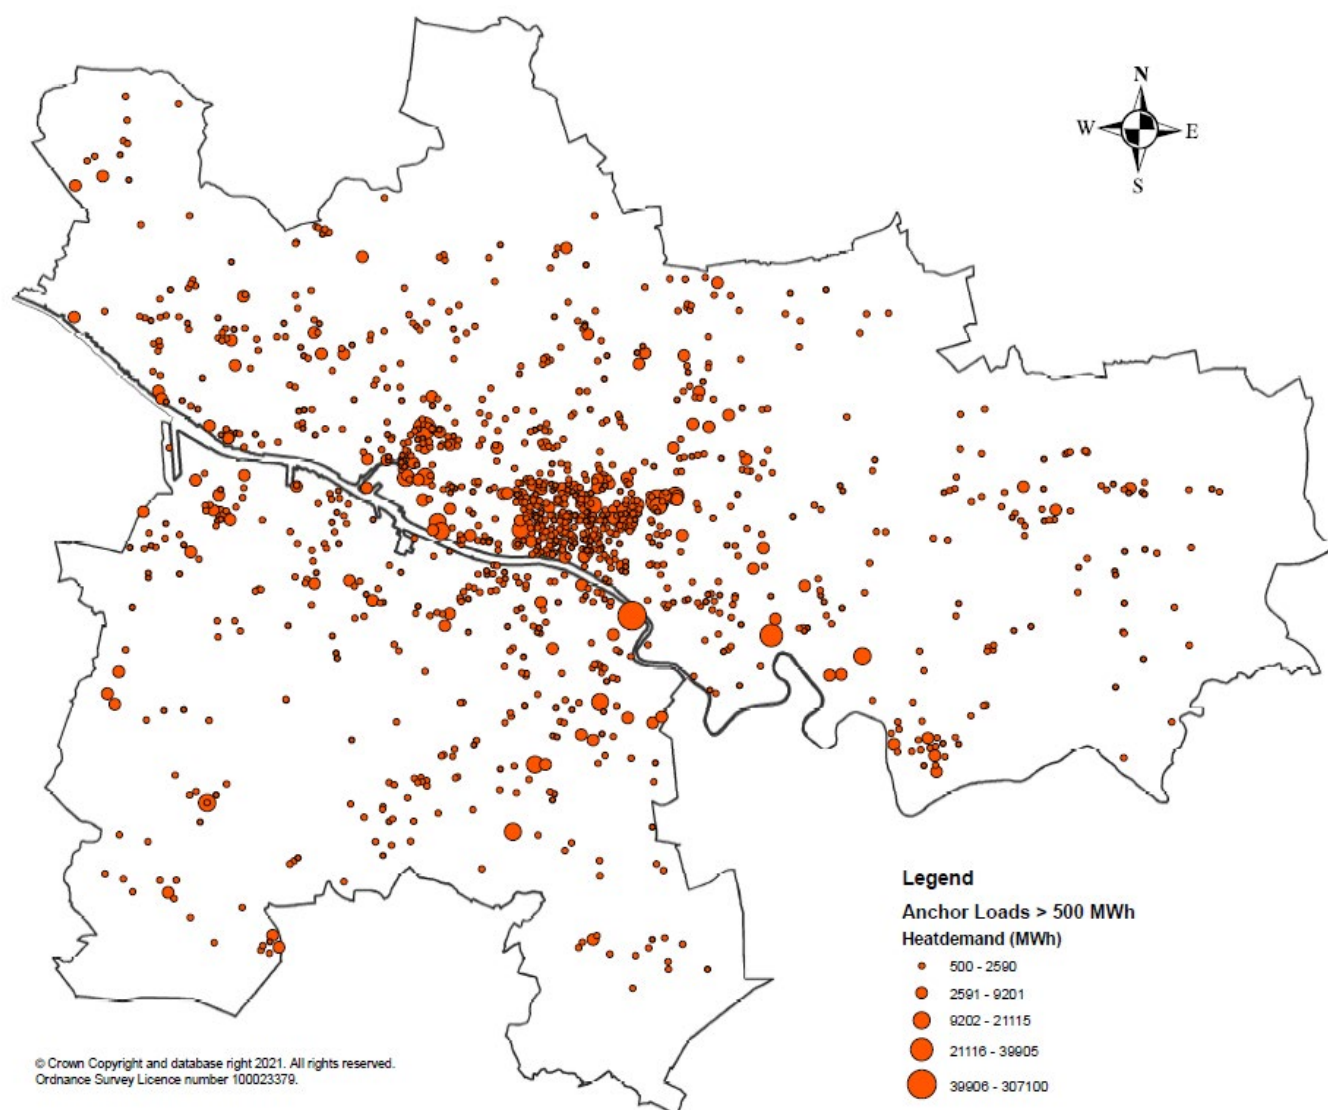 N
W E
S
Legend
Anchor Loads > 500 MWh
Heatdemand (MWh)
500 - 2590
2591 - 9201
9202 - 21115
21116 - 39905
39906 - 307100
© Crown Copyright and database right 2021. All rights reserved.
Ordnance Survey Licence number 100023379.